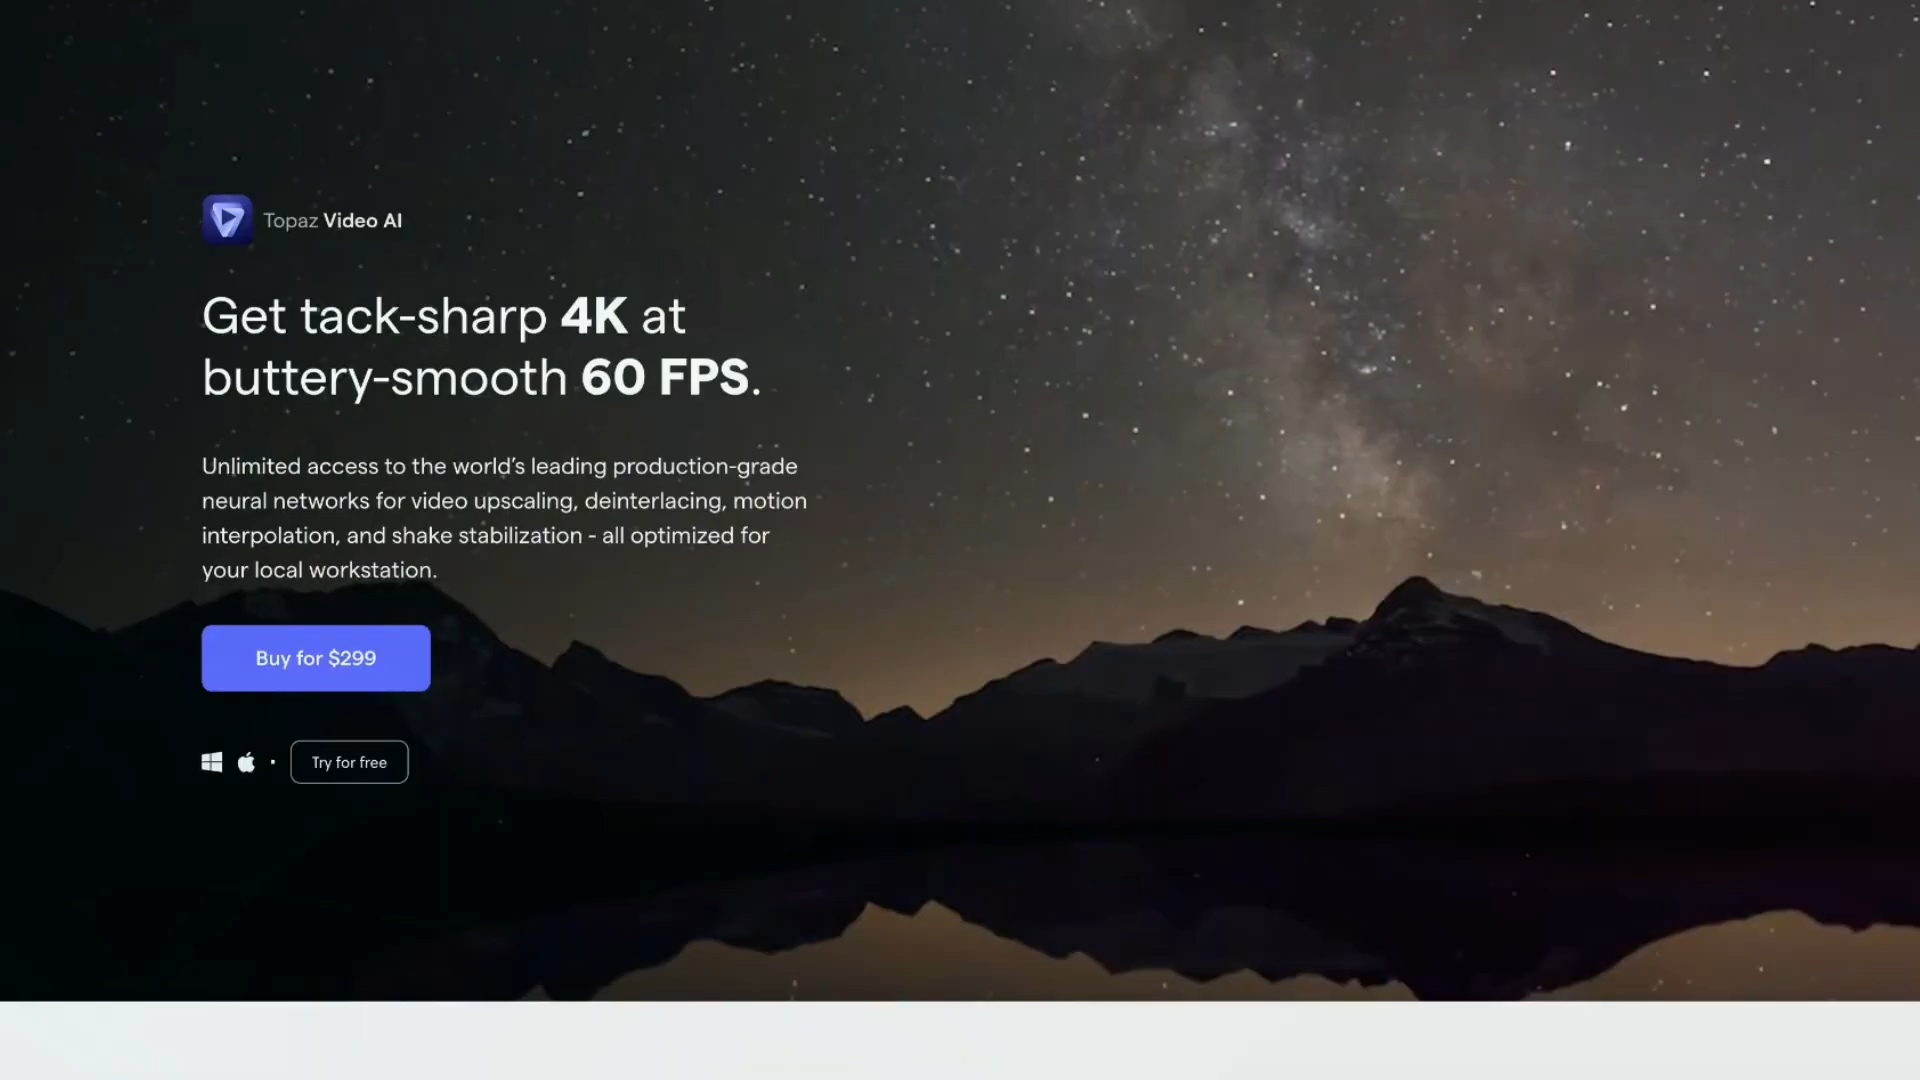 Topaz Video AI
Get tack-sharp 4K at
buttery-smooth 60 FPS.
Unlimited access to the world’s leading production-grade
neural networks for video upscaling, deinterlacing, motion
interpolation, and shake stabilization - all optimized for
your local workstation.
Buy for $299
Try for free